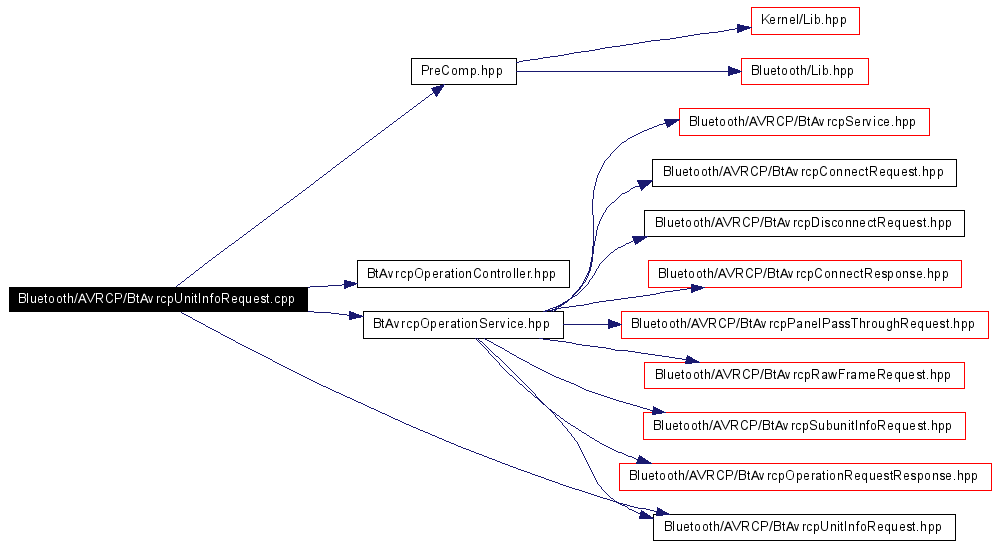 Kernel/Lib.hpp
PreComp.hpp
Bluetooth/Lib.hpp
Bluetooth/AVRCP/BtAvrcpService.hpp
Bluetooth/AVRCP/BtAvrcpConnectRequest.hpp
Bluetooth/AVRCP/BtAvrcpDisconnectRequest.hpp
BtAvrcpOperationController.hpp
Bluetooth/AVRCP/BtAvrcpConnectResponse.hpp
Bluetooth/AVRCP/BtAvrcpUnitInfoRequest.cpp
BtAvrcpOperationService.hpp
Bluetooth/AVRCP/BtAvrcpPanelPassThroughRequest.hpp
Bluetooth/AVRCP/BtAvrcpRawFrameRequest.hpp
Bluetooth/AVRCP/BtAvrcpSubunitInfoRequest.hpp
Bluetooth/AVRCP/BtAvrcpOperationRequestResponse.hpp
Bluetooth/AVRCP/BtAvrcpUnitInfoRequest.hpp